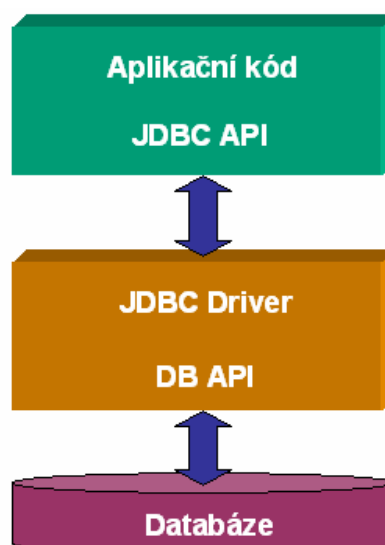 Aplikační kód
JDBC API
JDBC Driver
DB API
Databáze